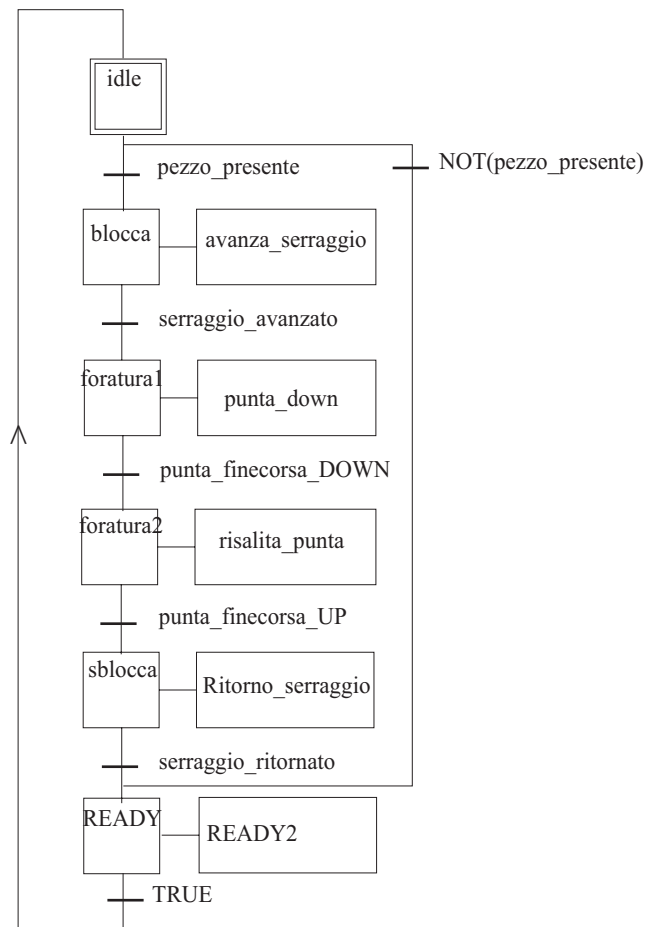 idle
pezzo_presente
NOT(pezzo_presente)
blocca
avanza_serraggio
serraggio_avanzato
foratura1
punta_down
punta_finecorsa_DOWN
foratura2
risalita_punta
punta_finecorsa_UP
sblocca
Ritorno_serraggio
serraggio_ritornato
READY
READY2
TRUE